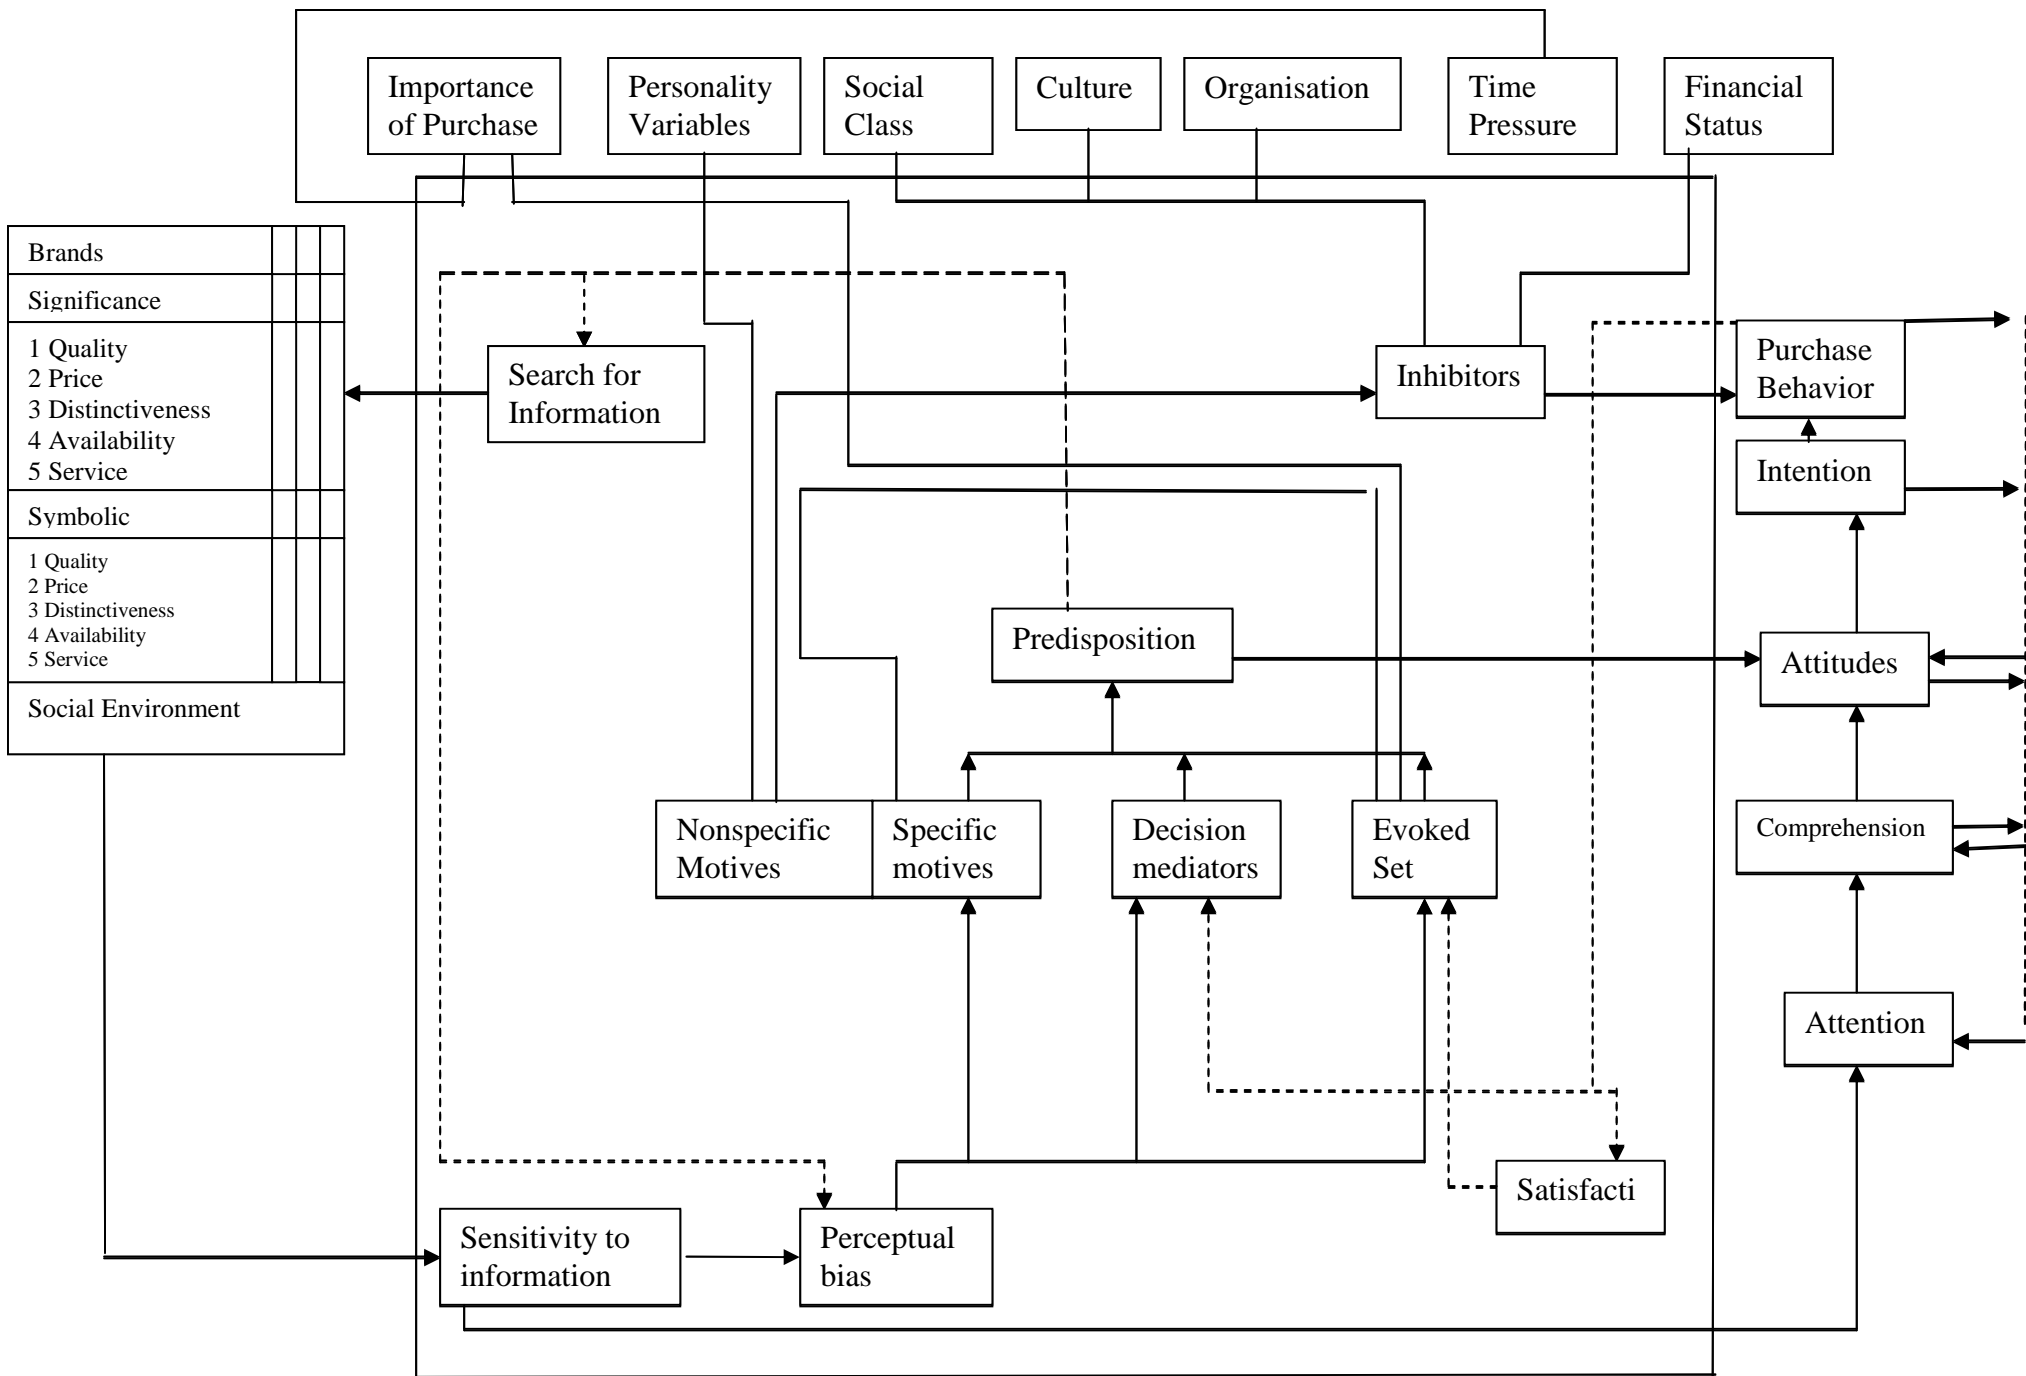 Importance
of Purchase
Personality
Variables
Social
Class
Culture
Organisation
Time
Pressure
Financial
Status
Brands
Significance
1 Quality
2 Price
3 Distinctiveness
4 Availability
5 Service
Symbolic
1 Quality
2 Price
3 Distinctiveness
4 Availability
5 Service
Social Environment
Search for
Information
Inhibitors
Purchase
Behavior
Intention
Predisposition
Attitudes
Nonspecific
Motives
Specific
motives
Decision
mediators
Evoked
Set
Comprehension
Attention
Satisfacti
Sensitivity to
information
Perceptual
bias